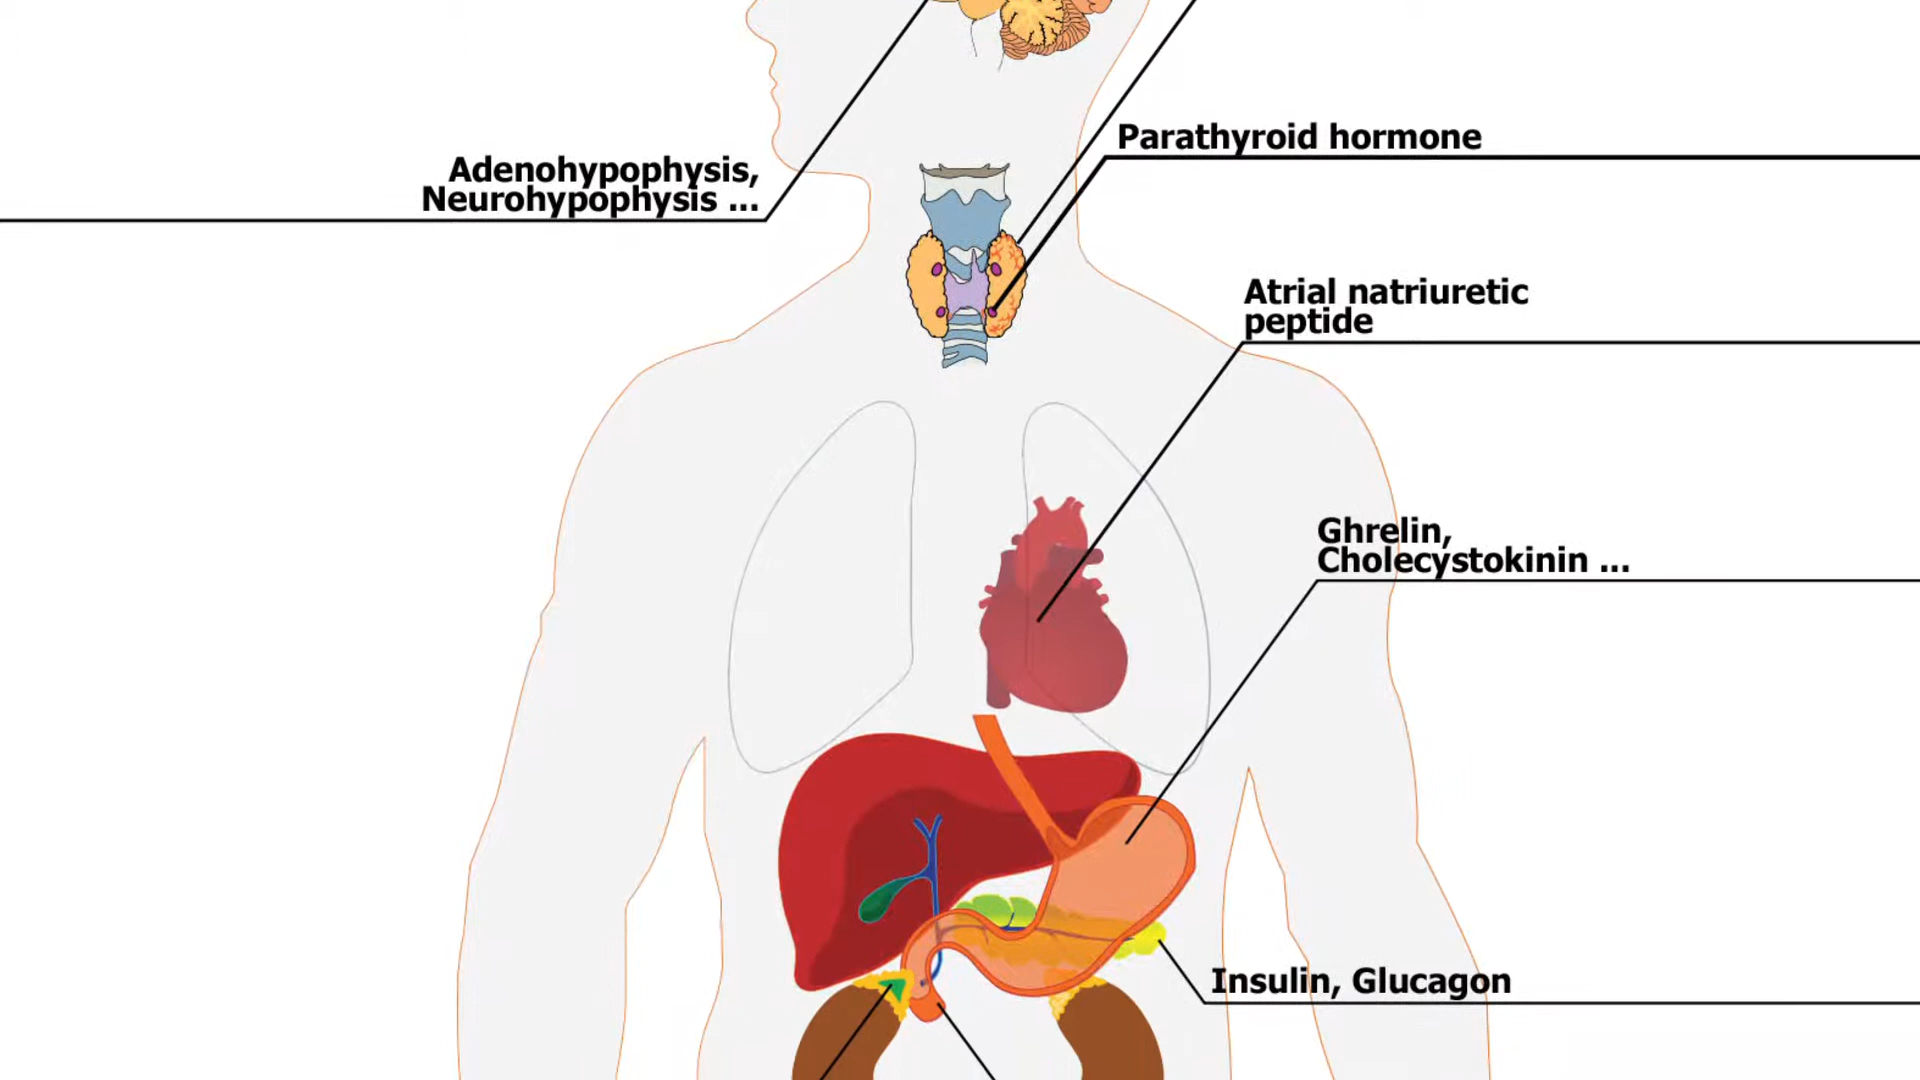 Parathyroid hormone
Adenohypophysis,
Neurohypophysis ...
Atrial natriuretic
peptide
Ghrelin,
Cholecystokinin ...
Insulin, Glucagon